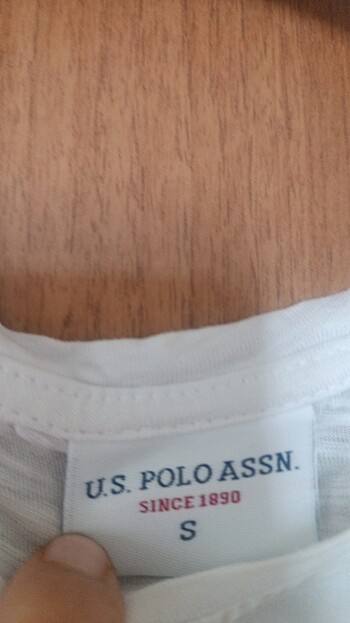 U.S. POLO ASSN.
SINCE 1890
S